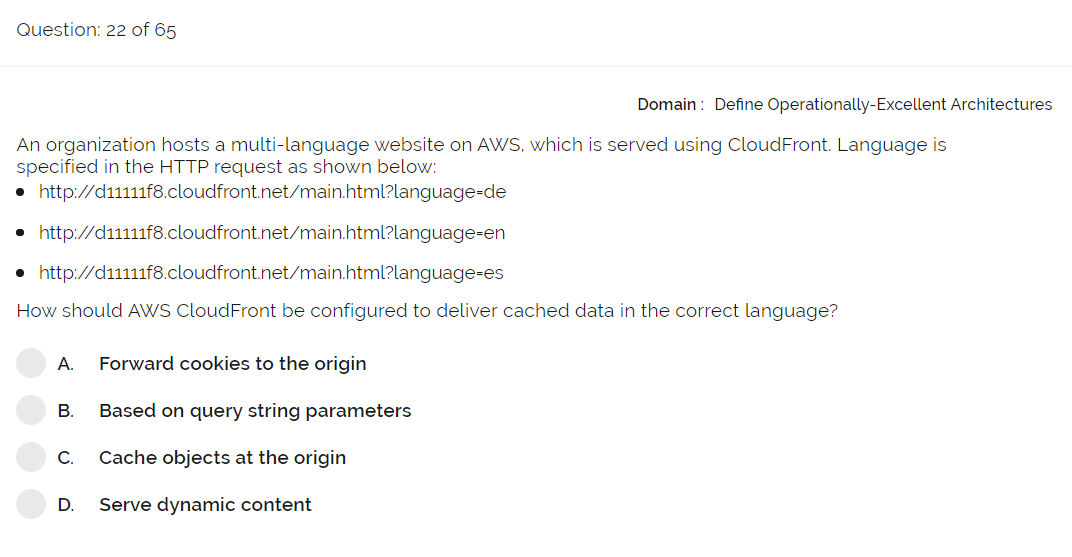 Question: 22 of 65
Domain : Define Operationally-Excellent Architectures
An organization hosts a multi-language website on AWS, which is served using CloudFront. Language is
specified in the HTTP request as shown below:
• http://d11111f8.cloudfront.net/main.html?language=de
• http://d11111f8.cloudfront.net/main.html?language=en
• http://d11111f8.cloudfront.net/main.html?language=es
How should AWS CloudFront be configured to deliver cached data in the correct language?
A. Forward cookies to the origin
B. Based on query string parameters
C. Cache objects at the origin
D. Serve dynamic content